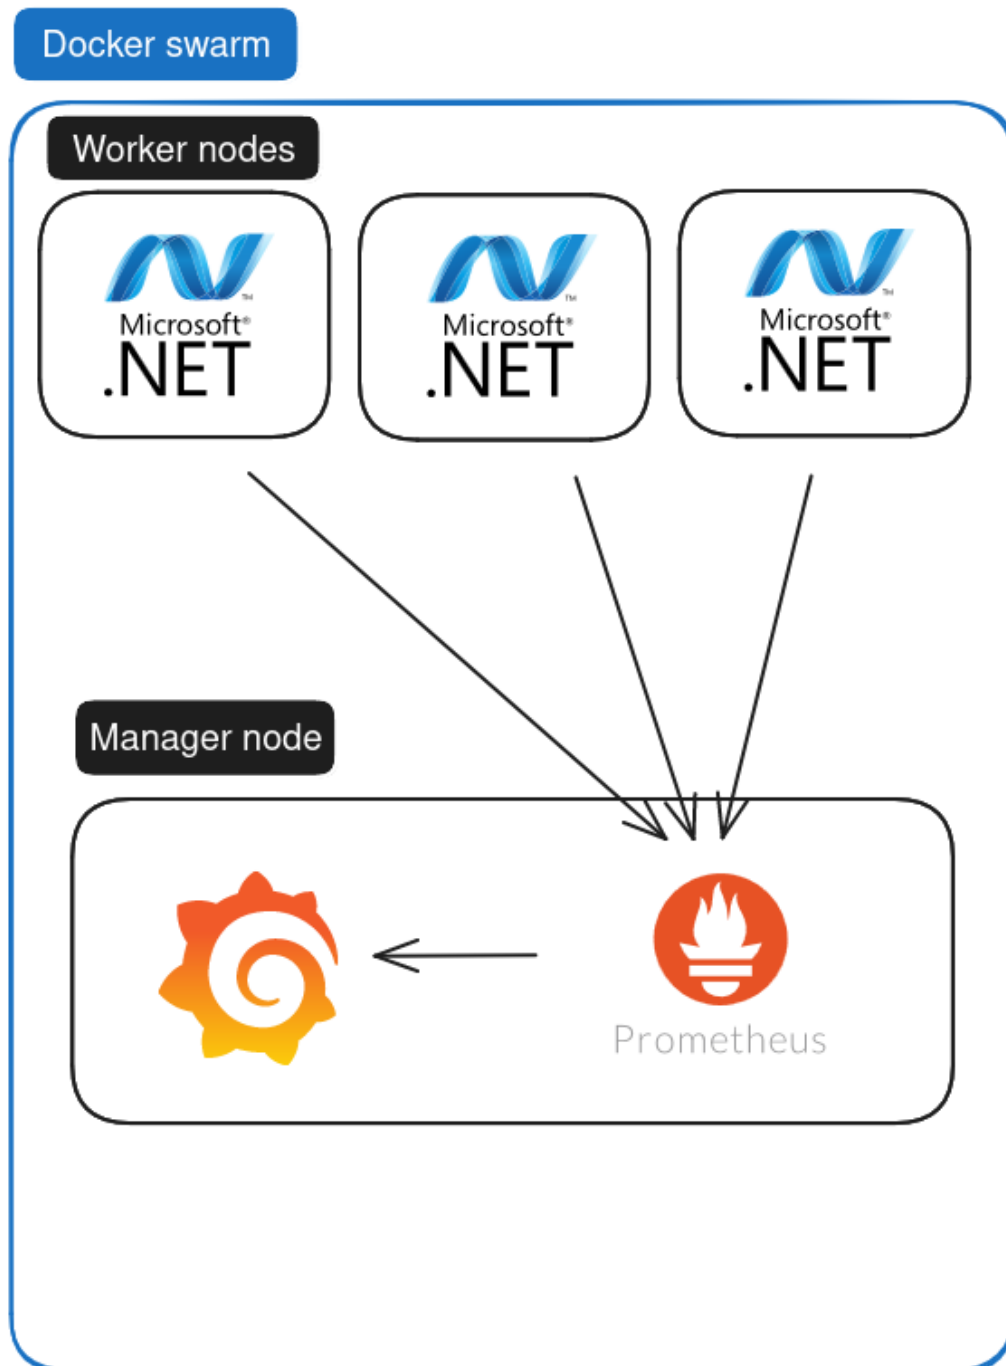 Docker swarm
Worker nodes
Microsoft®
.NET
Microsoft®
.NET
Microsoft®
.NET
Manager node
Prometheus